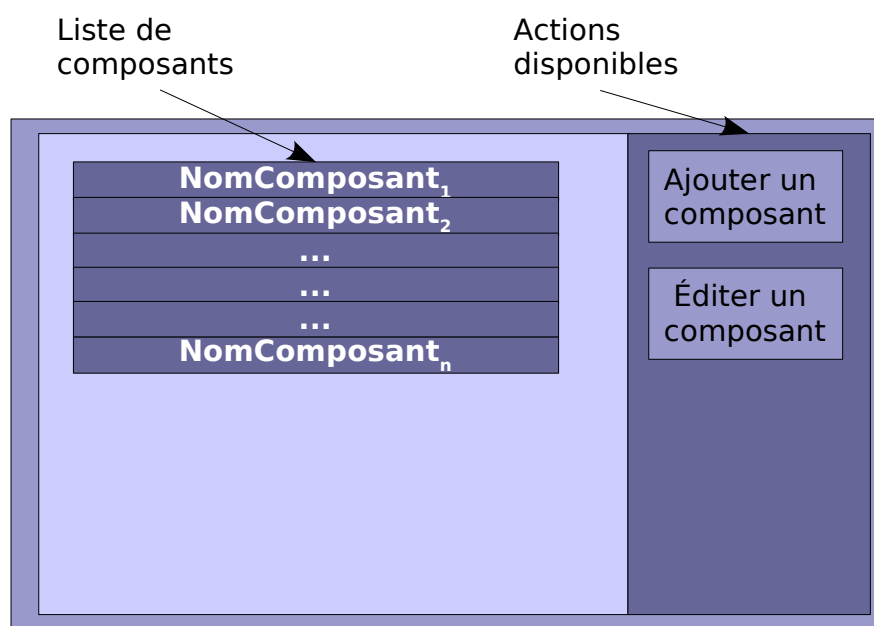 Liste de
composants
Actions
disponibles
NomComposant1
NomComposant2
...
...
...
NomComposantn
Ajouter un
composant
Éditer un
composant